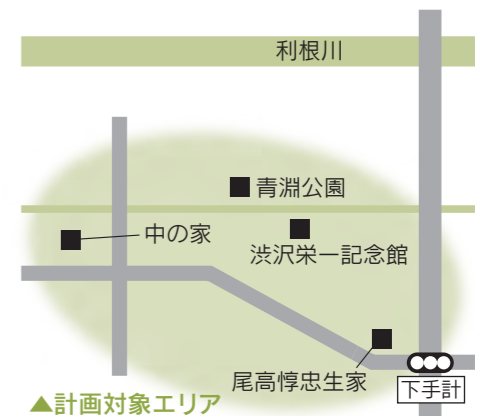 利根川
青淵公園
中の家
渋沢栄一記念館
尾高惇忠生家
下手計
▲計画対象エリア